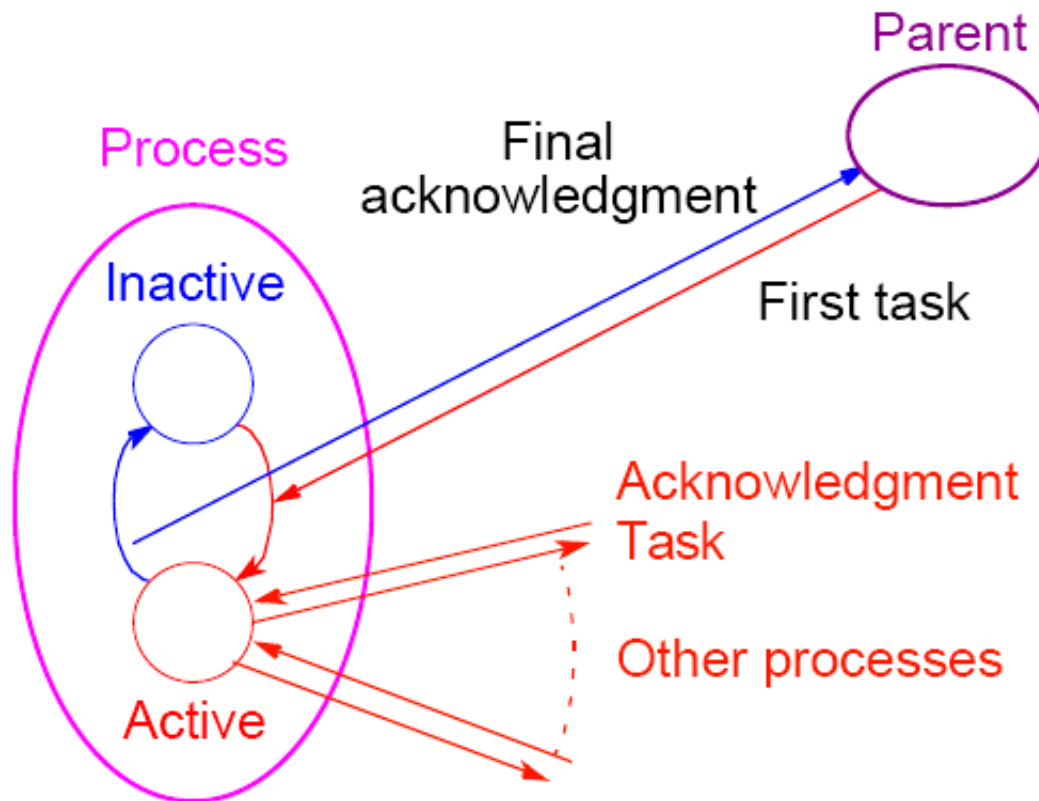 Parent
Process
Final
acknowledgment
Inactive
First task
Acknowledgment
Task
Other processes
Active